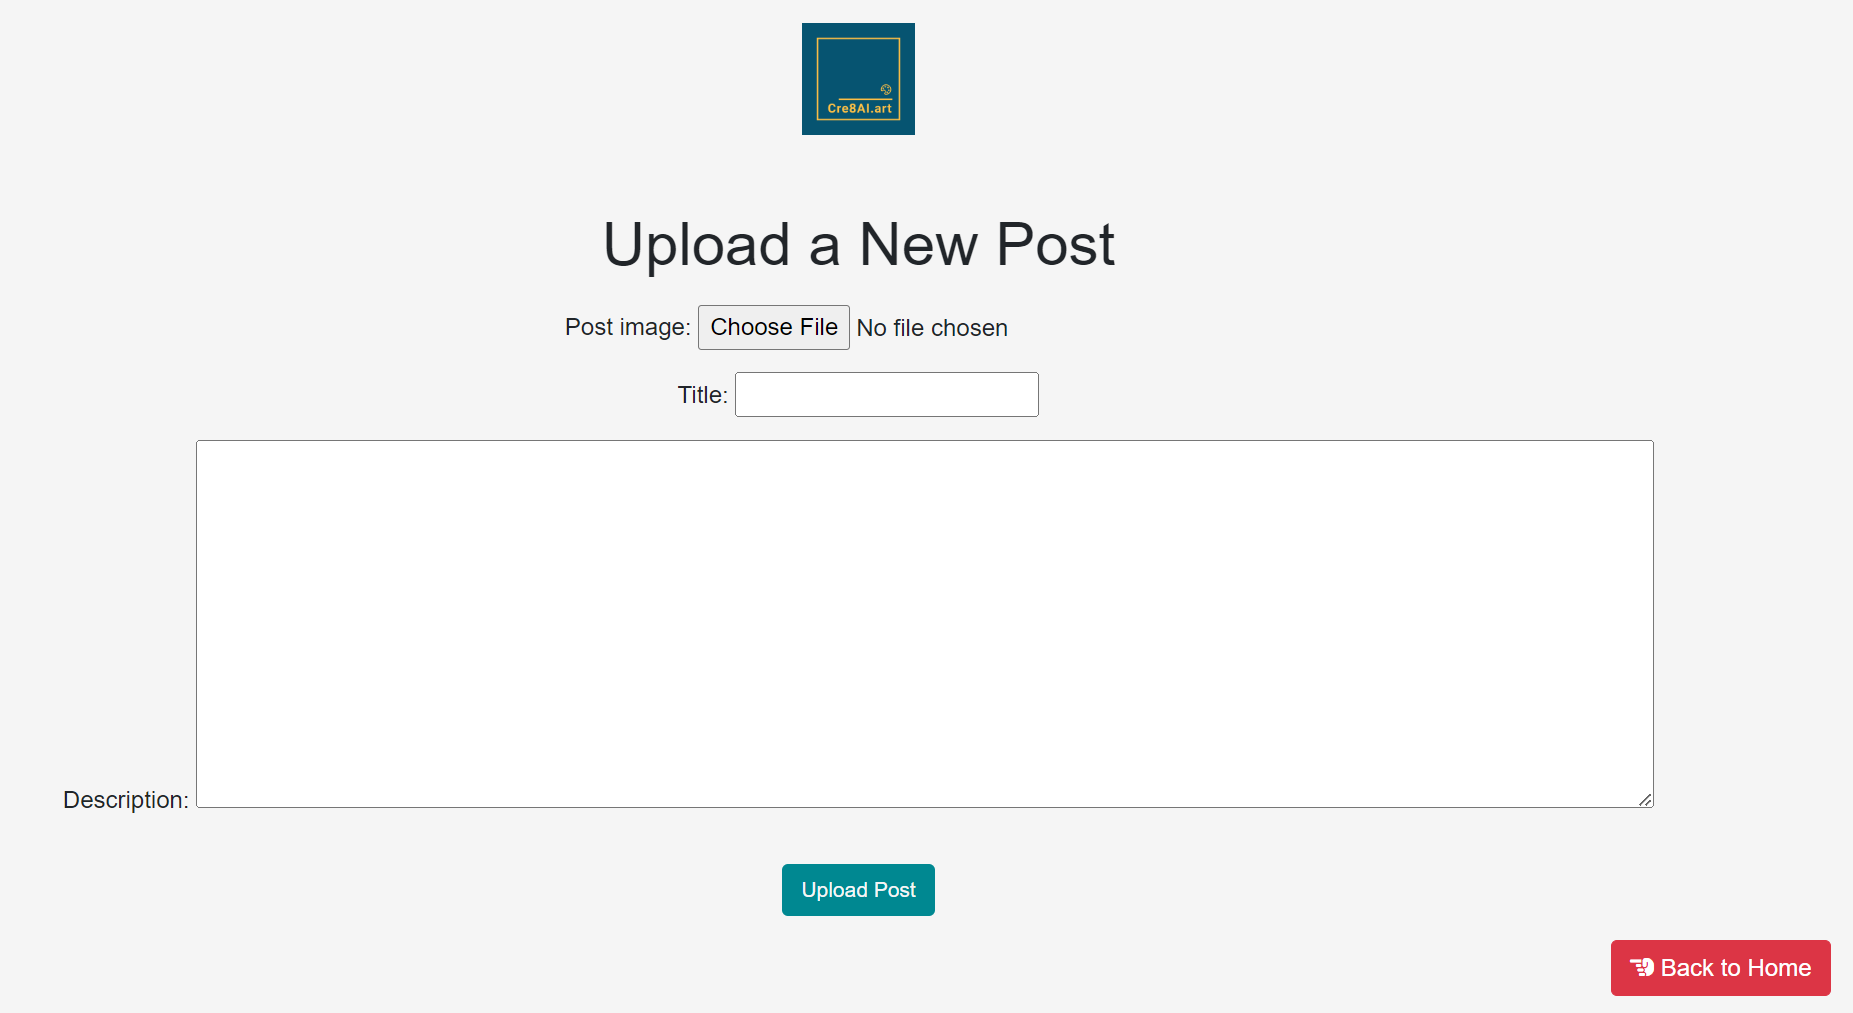 Cre8AI.art
Upload a New Post
Post image: Choose File No file chosen
Title:
Description:
Upload Post
Back to Home